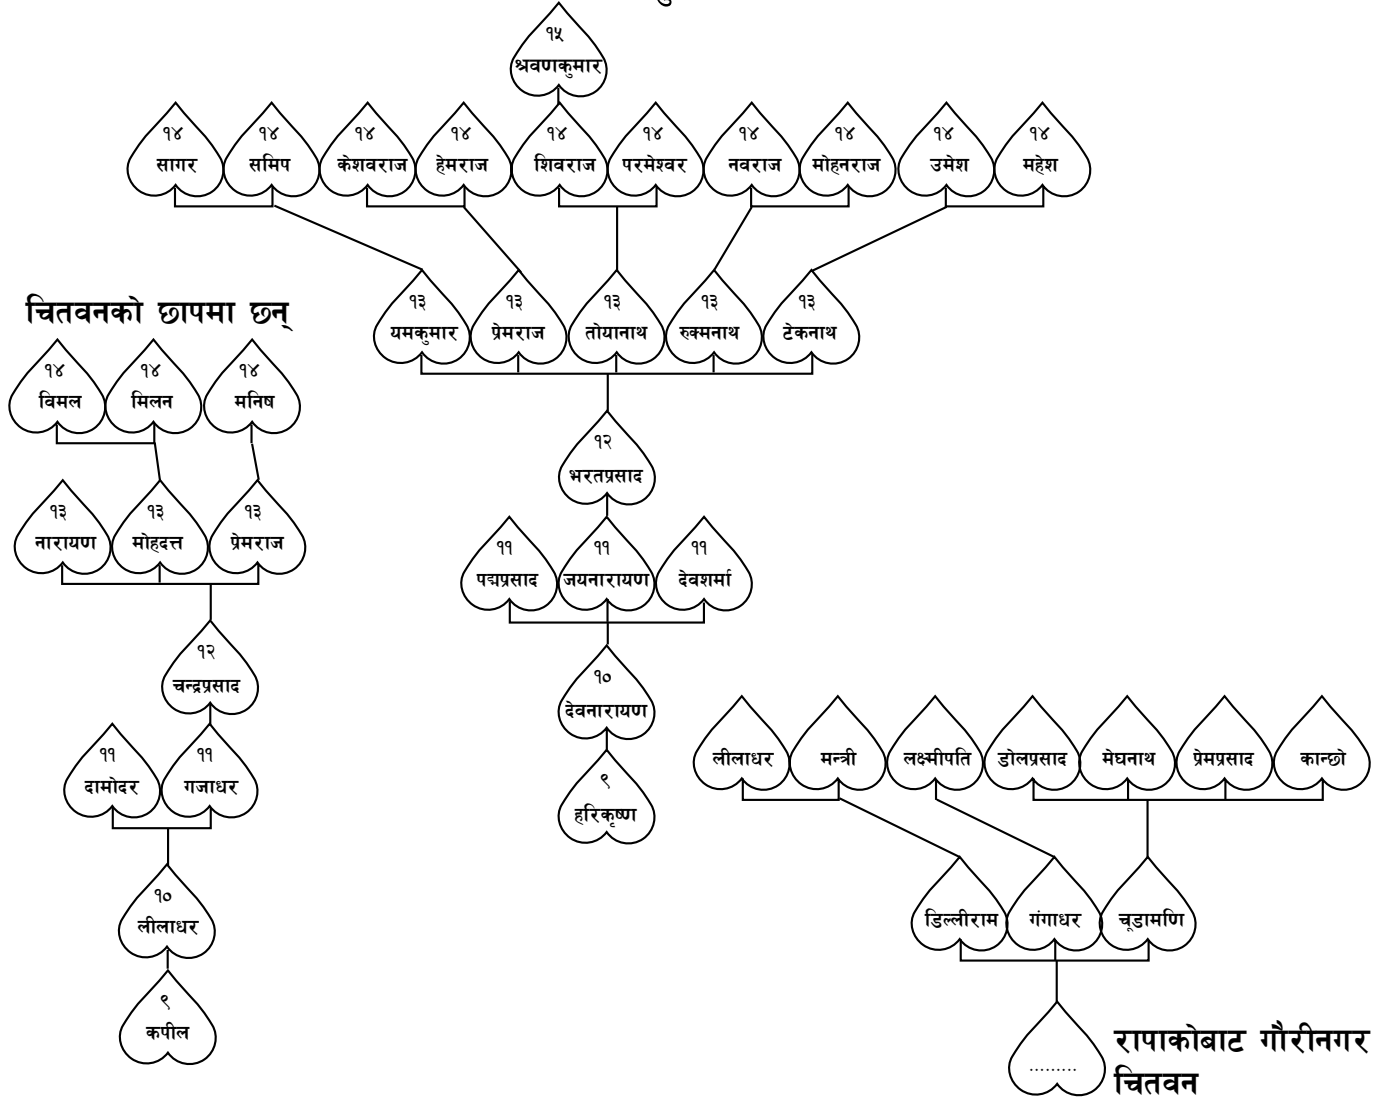 १५
श्रवणकुमार
१४ १४ १४ १४ १४ १४ १४ १४ १४ १४
सागर समिप केशवराज हेमराज शिवराज परमेश्वर नवराज मोहनराज उमेश महेश
१३ १३ १३ १३ १३
यमकुमार प्रेमराज तोयानाथ रुक्मनाथ टेकनाथ
चितवनको छापमा छन्
१४ १४ १४
विमल मिलन मनिष
१२
भरतप्रसाद
१३ १३ १३
नारायण मोहदत्त प्रेमराज
११ ११ ११
पद्मप्रसाद जयनारायण देवशर्मा
१२
चन्द्रप्रसाद
१०
देवनारायण
११ ११
दामोदर गजाधर
९
हरिकृष्ण
लीलाधर मन्त्री लक्ष्मीपति डोलप्रसाद मेघनाथ प्रेमप्रसाद कान्छो
१०
लीलाधर
डिल्लीराम गंगाधर चूडामणि
९
कपील
.........
रापाकोबाट गौरीनगर
चितवन